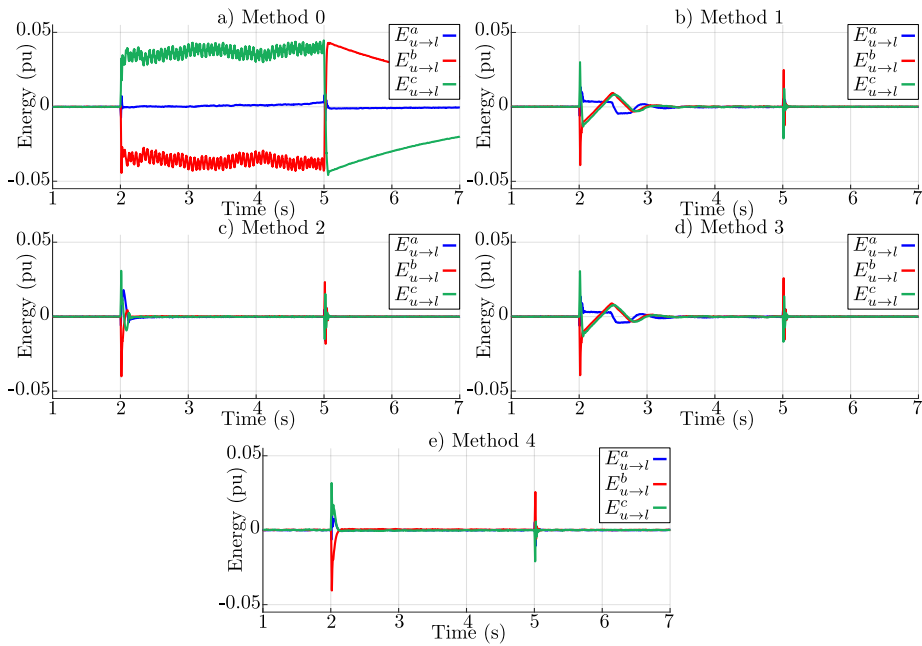 a) Method 0
Energy (pu)
0.05
0
-0.05
1 2 3 4 5 6 7
Time (s)
E^a_{u→l}
E^b_{u→l}
E^c_{u→l}
b) Method 1
Energy (pu)
0.05
0
-0.05
1 2 3 4 5 6 7
Time (s)
E^a_{u→l}
E^b_{u→l}
E^c_{u→l}
c) Method 2
Energy (pu)
0.05
0
-0.05
1 2 3 4 5 6 7
Time (s)
E^a_{u→l}
E^b_{u→l}
E^c_{u→l}
d) Method 3
Energy (pu)
0.05
0
-0.05
1 2 3 4 5 6 7
Time (s)
E^a_{u→l}
E^b_{u→l}
E^c_{u→l}
e) Method 4
Energy (pu)
0.05
0
-0.05
1 2 3 4 5 6 7
Time (s)
E^a_{u→l}
E^b_{u→l}
E^c_{u→l}